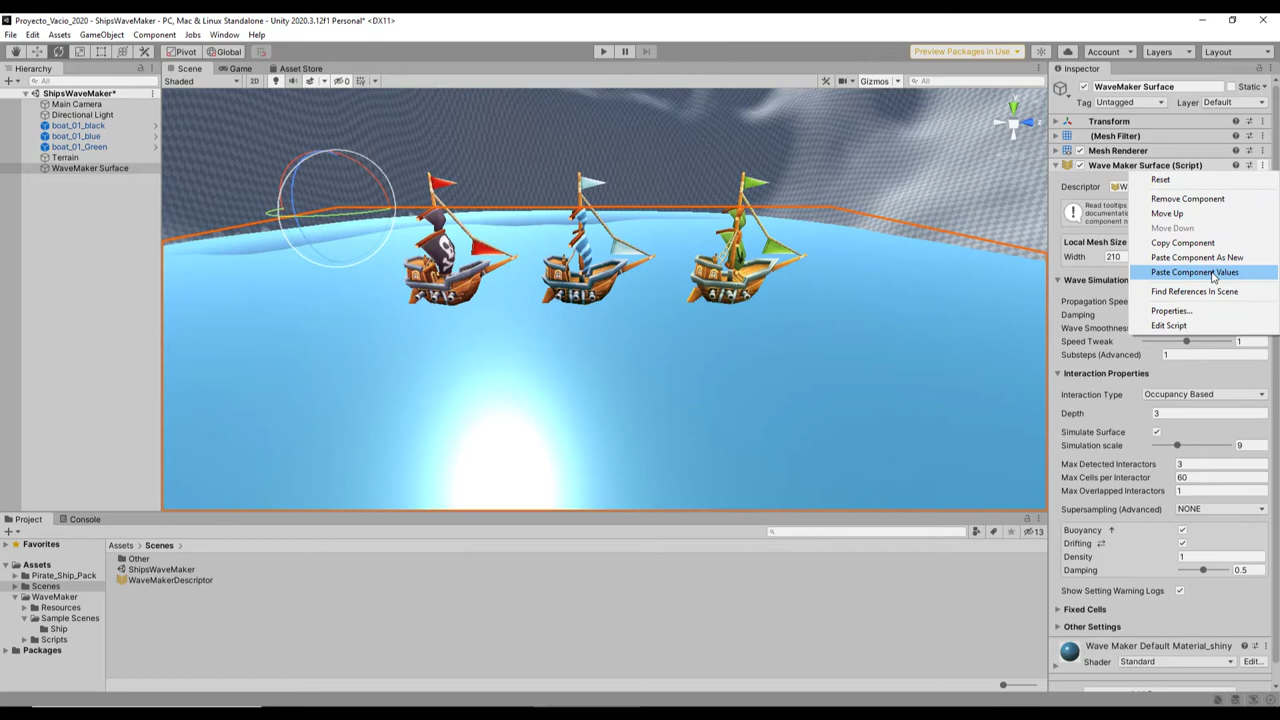 Proyecto_Vacio_2020 - ShipsWaveMaker - PC, Mac & Linux Standalone - Unity 2020.3.12f1 Personal* <DX11>
File Edit Assets GameObject Component Jobs Window Help
Pivot Global Preview Packages in Use Account Layers Layout
Hierarchy Scene Game Asset Store Inspector
All Shaded 2D 0 Gizmos All
ShipsWaveMaker*
Main Camera
Directional Light
boat_01_black
boat_01_blue
boat_01_Green
Terrain
WaveMaker Surface
y
z
WaveMaker Surface Static
Tag Untagged Layer Default
Transform
(Mesh Filter)
Mesh Renderer
Wave Maker Surface (Script)
Descriptor W
Read tooltips
documentati
component n
Local Mesh Size
Width 210
Wave Simulation
Propagation Spee
Damping
Wave Smoothness
Speed Tweak 1
Substeps (Advanced) 1
Reset
Remove Component
Move Up
Move Down
Copy Component
Paste Component As New
Paste Component Values
Find References In Scene
Properties...
Edit Script
Interaction Properties
Interaction Type Occupancy Based
Depth 3
Simulate Surface
Simulation scale 9
Max Detected Interactors 3
Max Cells per Interactor 60
Max Overlapped Interactors 1
Supersampling (Advanced) NONE
Buoyancy
Drifting
Density 1
Damping 0.5
Show Setting Warning Logs
Fixed Cells
Other Settings
Wave Maker Default Material_shiny
Shader Standard Edit...
Project Console
13
Favorites
Assets
Pirate_Ship_Pack
Scenes
WaveMaker
Resources
Sample Scenes
Ship
Scripts
Packages
Assets Scenes
Other
ShipsWaveMaker
WaveMakerDescriptor